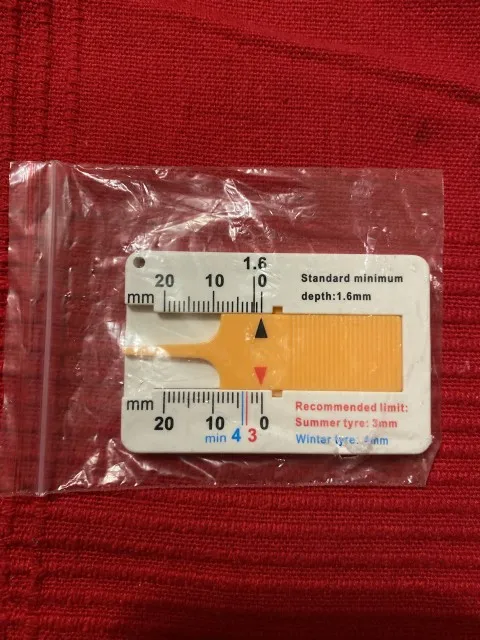 1.6
20 10 0
mm
Standard minimum
depth:1.6mm
mm
20 10 0
min 4 3
Recommended limit:
Summer tyre: 3mm
Winter tyre: 4mm